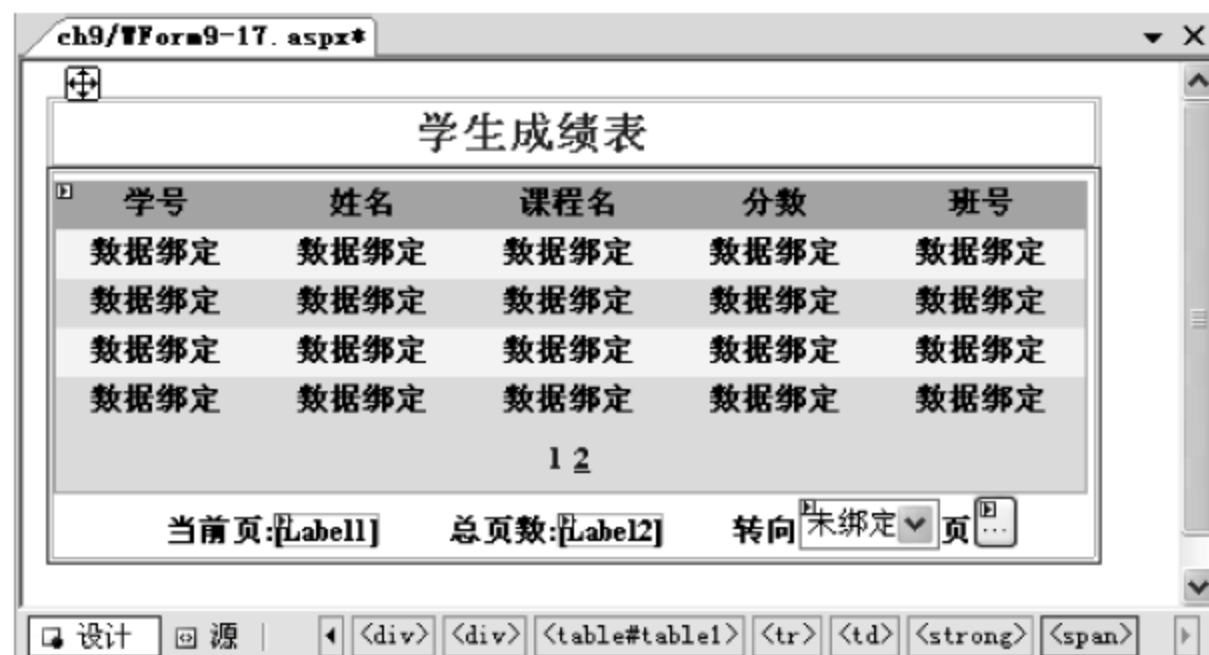 ch9/WForm9-17.aspx*
学生成绩表
学号 姓名 课程名 分数 班号
数据绑定 数据绑定 数据绑定 数据绑定 数据绑定
数据绑定 数据绑定 数据绑定 数据绑定 数据绑定
数据绑定 数据绑定 数据绑定 数据绑定 数据绑定
数据绑定 数据绑定 数据绑定 数据绑定 数据绑定
1 2
当前页:[Label1] 总页数:[Label2] 转向 未绑定 页 ...
设计 源 <div> <div> <table#table1> <tr> <td> <strong> <span>